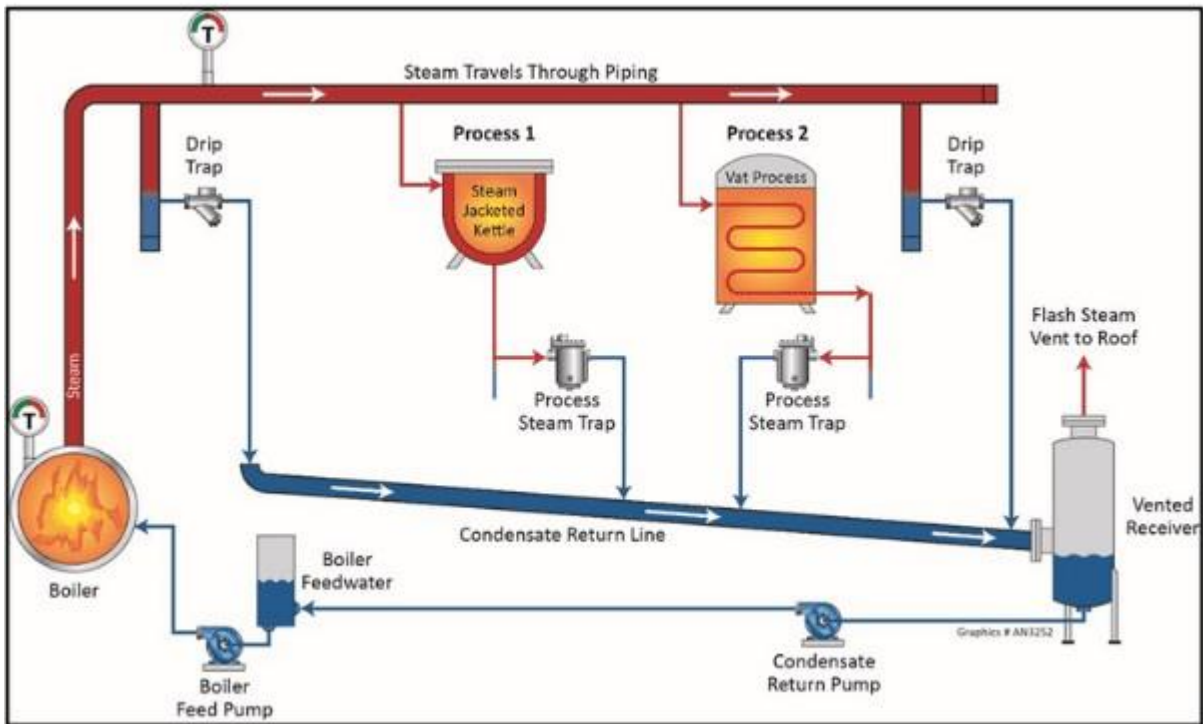 T
Steam Travels Through Piping
Drip
Trap
Process 1
Steam
Jacketed
Kettle
Process 2
Vat Process
Drip
Trap
Steam
Process
Steam Trap
Process
Steam Trap
Flash Steam
Vent to Roof
T
Boiler
Condensate Return Line
Vented
Receiver
Boiler
Feedwater
Boiler
Feed Pump
Condensate
Return Pump
Graphics # AN3252